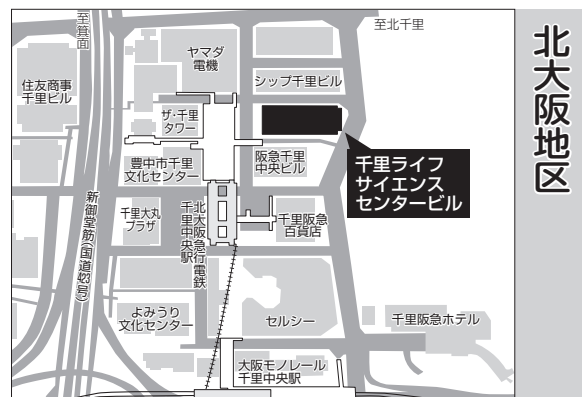 北大阪地区
至箕面
至北千里
ヤマダ
電機
住友商事
千里ビル
シップ千里ビル
ザ・千里
タワー
豊中市千里
文化センター
阪急千里
中央ビル
千里ライフ
サイエンス
センタービル
新御堂筋(国道423号)
千里大丸
プラザ
北大阪急行電鉄
千里中央駅
千里阪急
百貨店
よみうり
文化センター
セルシー
千里阪急ホテル
大阪モノレール
千里中央駅